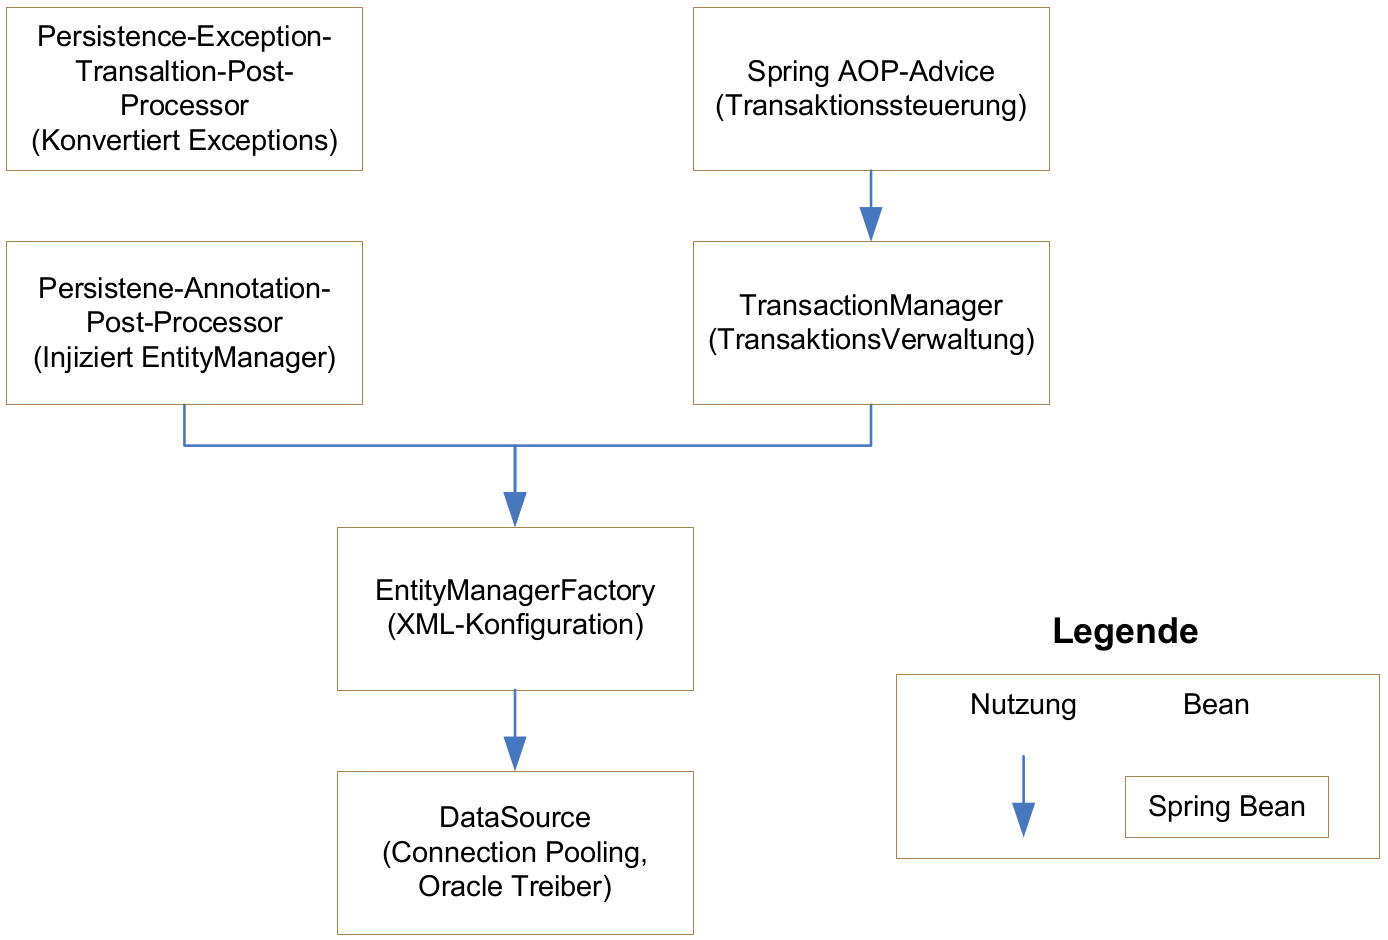 Persistence-Exception-
Transaltion-Post-
Processor
(Konvertiert Exceptions)
Spring AOP-Advice
(Transaktionssteuerung)
Persistene-Annotation-
Post-Processor
(Injiziert EntityManager)
TransactionManager
(TransaktionsVerwaltung)
EntityManagerFactory
(XML-Konfiguration)
DataSource
(Connection Pooling,
Oracle Treiber)
Legende
Nutzung
Bean
Spring Bean